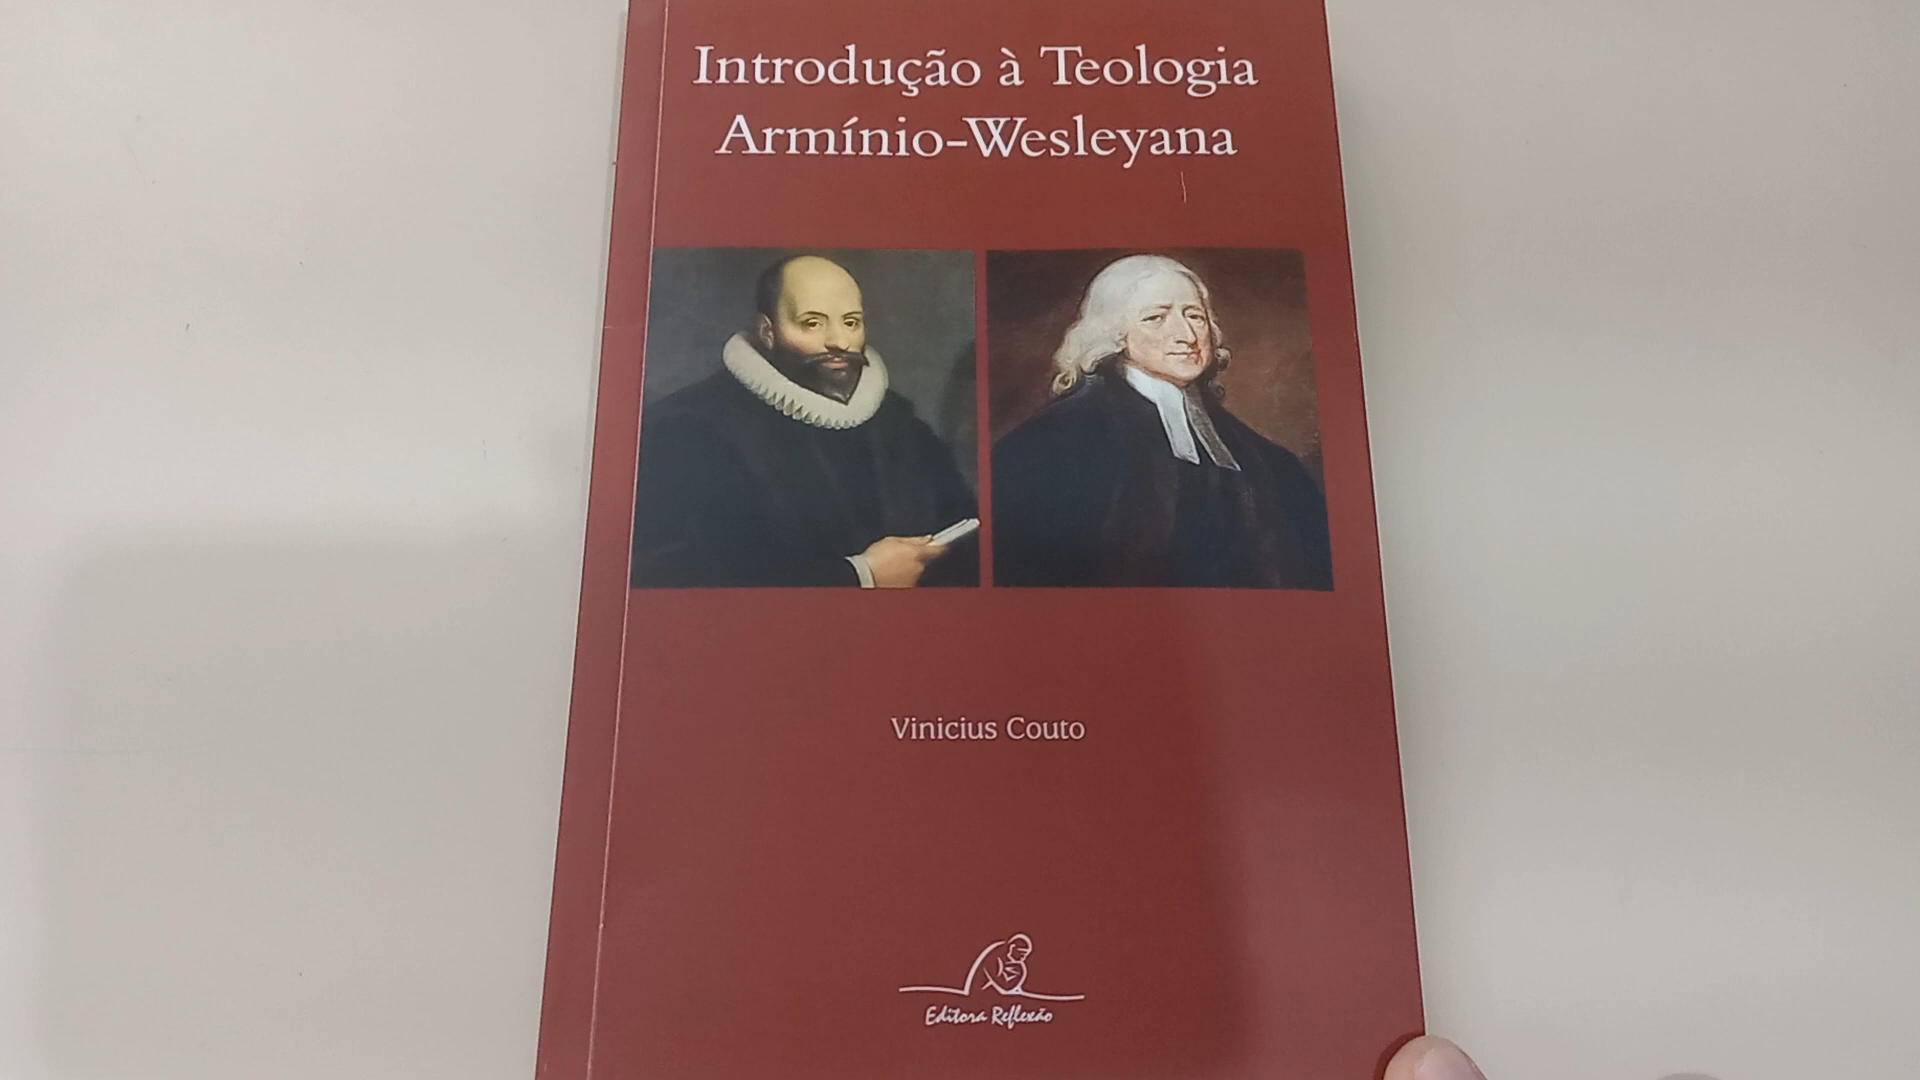 Introdução à Teologia
Armínio-Wesleyana
Vinicius Couto
Editora Reflexão